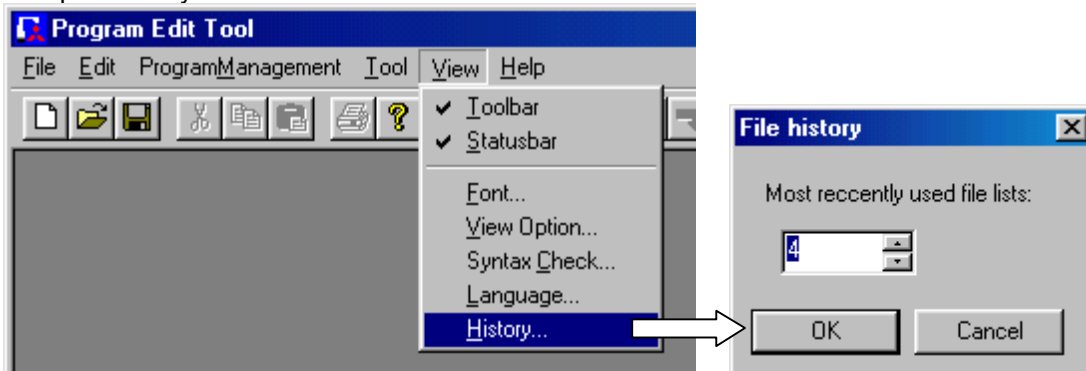 Program Edit Tool
File Edit ProgramManagement Tool View Help
Toolbar
Statusbar
Font...
View Option...
Syntax Check...
Language...
History...
File history
Most reccently used file lists:
4
OK Cancel